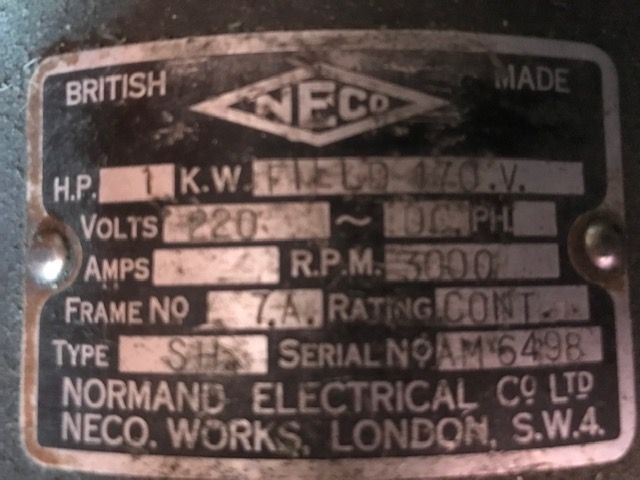 BRITISH NECO MADE
H.P. 1 K.W. FIELD 170.V.
VOLTS 220 ~ DC. PH.
AMPS 4 R.P.M. 3000
FRAME NO 7.A. RATING CONT.
TYPE SH. SERIAL NO AM 6498
NORMAND ELECTRICAL CO LTD
NECO. WORKS, LONDON, S.W.4.